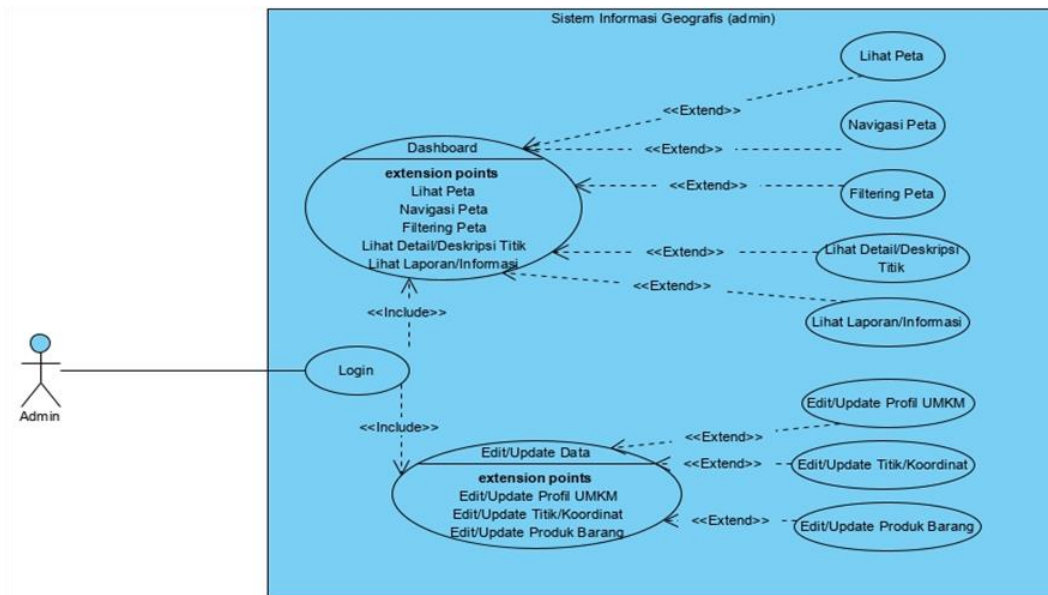 Sistem Informasi Geografis (admin)
Lihat Peta
<<Extend>>
Navigasi Peta
<<Extend>>
Dashboard
extension points
Lihat Peta
Navigasi Peta
Filtering Peta
Lihat Detail/Deskripsi Titik
Lihat Laporan/Informasi
<<Extend>>
Filtering Peta
<<Extend>>
Lihat Detail/Deskripsi
Titik
<<Extend>>
Lihat Laporan/Informasi
<<Include>>
Login
Admin
<<Include>>
Edit/Update Profil UMKM
<<Extend>>
Edit/Update Data
extension points
Edit/Update Profil UMKM
Edit/Update Titik/Koordinat
Edit/Update Produk Barang
<<Extend>>
Edit/Update Titik/Koordinat
<<Extend>>
Edit/Update Produk Barang